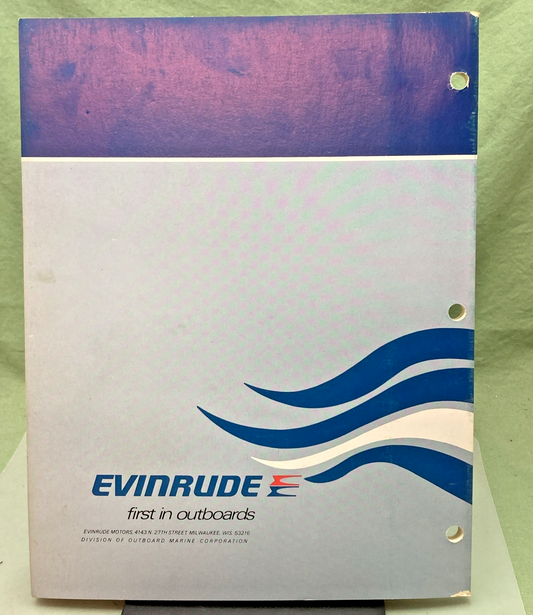 EVINRUDE
first in outboards
EVINRUDE MOTORS, 4143 N. 27TH STREET, MILWAUKEE, WIS. 53216
DIVISION OF OUTBOARD MARINE CORPORATION